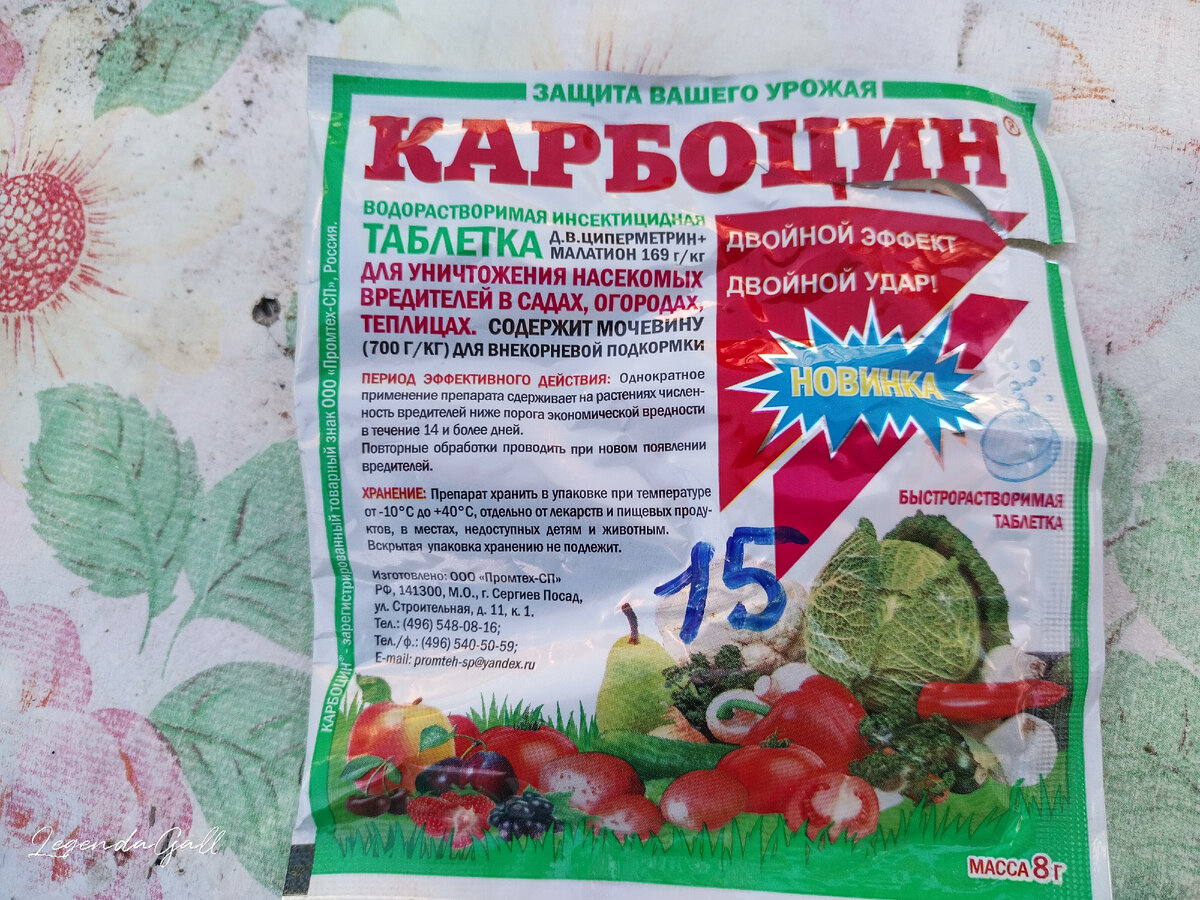 ЗАЩИТА ВАШЕГО УРОЖАЯ
КАРБОЦИН®
ВОДОРАСТВОРИМАЯ ИНСЕКТИЦИДНАЯ
ТАБЛЕТКА Д.В.ЦИПЕРМЕТРИН+
МАЛАТИОН 169 г/кг
ДЛЯ УНИЧТОЖЕНИЯ НАСЕКОМЫХ
ВРЕДИТЕЛЕЙ В САДАХ, ОГОРОДАХ,
ТЕПЛИЦАХ. СОДЕРЖИТ МОЧЕВИНУ
(700 Г/КГ) ДЛЯ ВНЕКОРНЕВОЙ ПОДКОРМКИ
ПЕРИОД ЭФФЕКТИВНОГО ДЕЙСТВИЯ: Однократное
применение препарата сдерживает на растениях числен-
ность вредителей ниже порога экономической вредности
в течение 14 и более дней.
Повторные обработки проводить при новом появлении
вредителей.
ХРАНЕНИЕ: Препарат хранить в упаковке при температуре
от -10°С до +40°С, отдельно от лекарств и пищевых проду-
ктов, в местах, недоступных детям и животным.
Вскрытая упаковка хранению не подлежит.
Изготовлено: ООО «Промтех-СП»
РФ, 141300, М.О., г. Сергиев Посад,
ул. Строительная, д. 11, к. 1.
Тел.: (496) 548-08-16;
Тел./ф.: (496) 540-50-59;
E-mail: promteh-sp@yandex.ru
КАРБОЦИН® - зарегистрированный товарный знак ООО «Промтех-СП», Россия.
ДВОЙНОЙ ЭФФЕКТ
ДВОЙНОЙ УДАР!
НОВИНКА
БЫСТРОРАСТВОРИМАЯ
ТАБЛЕТКА
15
МАССА 8 г
LegendaGall